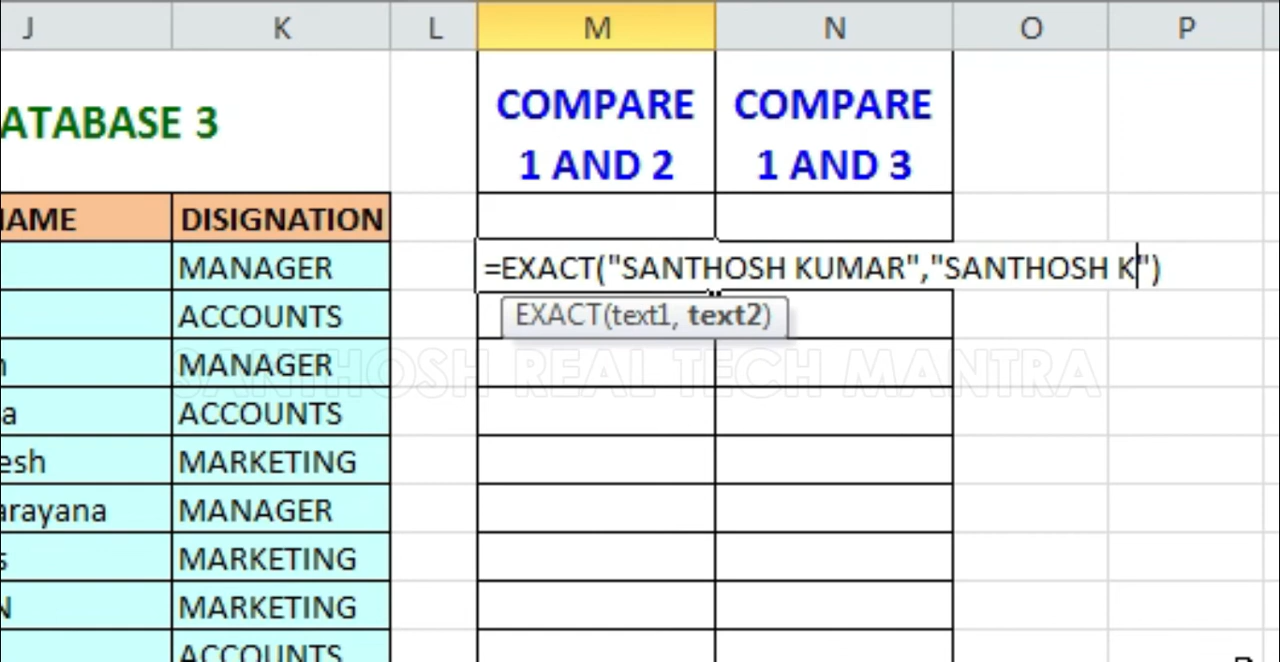 J K L M N O P
ATABASE 3
COMPARE
1 AND 2
COMPARE
1 AND 3
AME DISIGNATION
MANAGER
=EXACT("SANTHOSH KUMAR","SANTHOSH K")
ACCOUNTS
EXACT(text1, text2)
MANAGER
SANTHOSH REAL TECH MANTRA
a ACCOUNTS
esh MARKETING
arayana MANAGER
s MARKETING
N MARKETING
ACCOUNTS